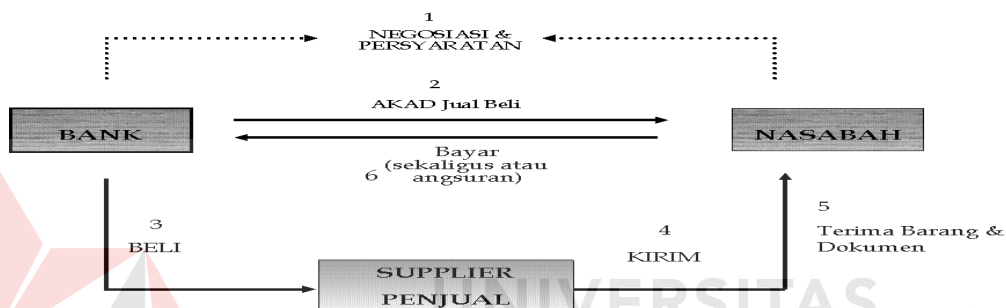 1
NEGOSIASI &
PERSYARATAN
2
AKAD Jual Beli
BANK
NASABAH
Bayar
(sekaligus atau
6 angsuran)
3
BELI
4
KIRIM
5
Terima Barang &
Dokumen
SUPPLIER
PENJUAL
UNIVERSITAS